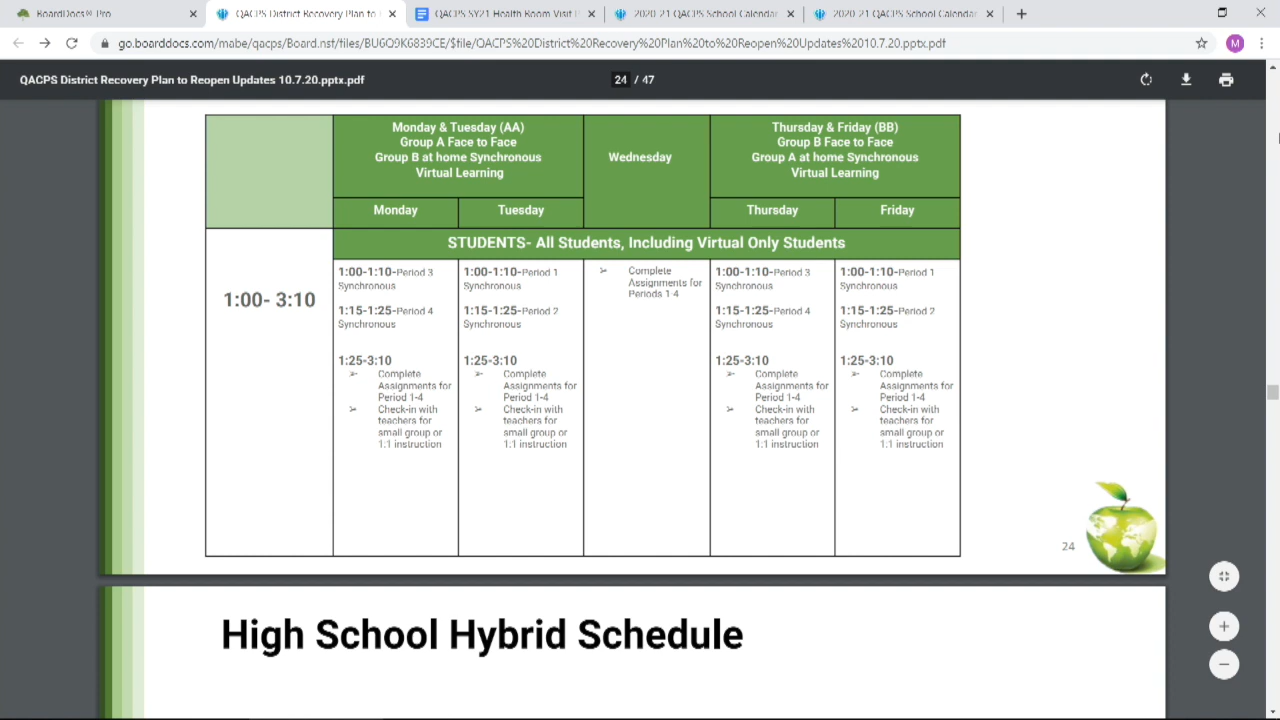 BoardDocs® Pro
QACPS District Recovery Plan to
QACPS SY21 Health Room Visit
2020-21 QACPS School Calendar
2020-21 QACPS School Calendar
go.boarddocs.com/mabe/qacps/Board.nsf/files/BU6Q9K6839CE/$file/QACPS%20District%20Recovery%20Plan%20to%20Reopen%20Updates%2010.7.20.pptx.pdf
M
QACPS District Recovery Plan to Reopen Updates 10.7.20.pptx.pdf
24 / 47
Monday & Tuesday (AA)
Group A Face to Face
Group B at home Synchronous
Virtual Learning
Wednesday
Thursday & Friday (BB)
Group B Face to Face
Group A at home Synchronous
Virtual Learning
Monday
Tuesday
Thursday
Friday
STUDENTS- All Students, Including Virtual Only Students
1:00- 3:10
1:00-1:10-Period 3
Synchronous
1:15-1:25-Period 4
Synchronous
1:25-3:10
➢ Complete
Assignments for
Period 1-4
➢ Check-in with
teachers for
small group or
1:1 instruction
1:00-1:10-Period 1
Synchronous
1:15-1:25-Period 2
Synchronous
1:25-3:10
➢ Complete
Assignments for
Period 1-4
➢ Check-in with
teachers for
small group or
1:1 instruction
➢ Complete
Assignments for
Periods 1-4
1:00-1:10-Period 3
Synchronous
1:15-1:25-Period 4
Synchronous
1:25-3:10
➢ Complete
Assignments for
Period 1-4
➢ Check-in with
teachers for
small group or
1:1 instruction
1:00-1:10-Period 1
Synchronous
1:15-1:25-Period 2
Synchronous
1:25-3:10
➢ Complete
Assignments for
Period 1-4
➢ Check-in with
teachers for
small group or
1:1 instruction
24
High School Hybrid Schedule